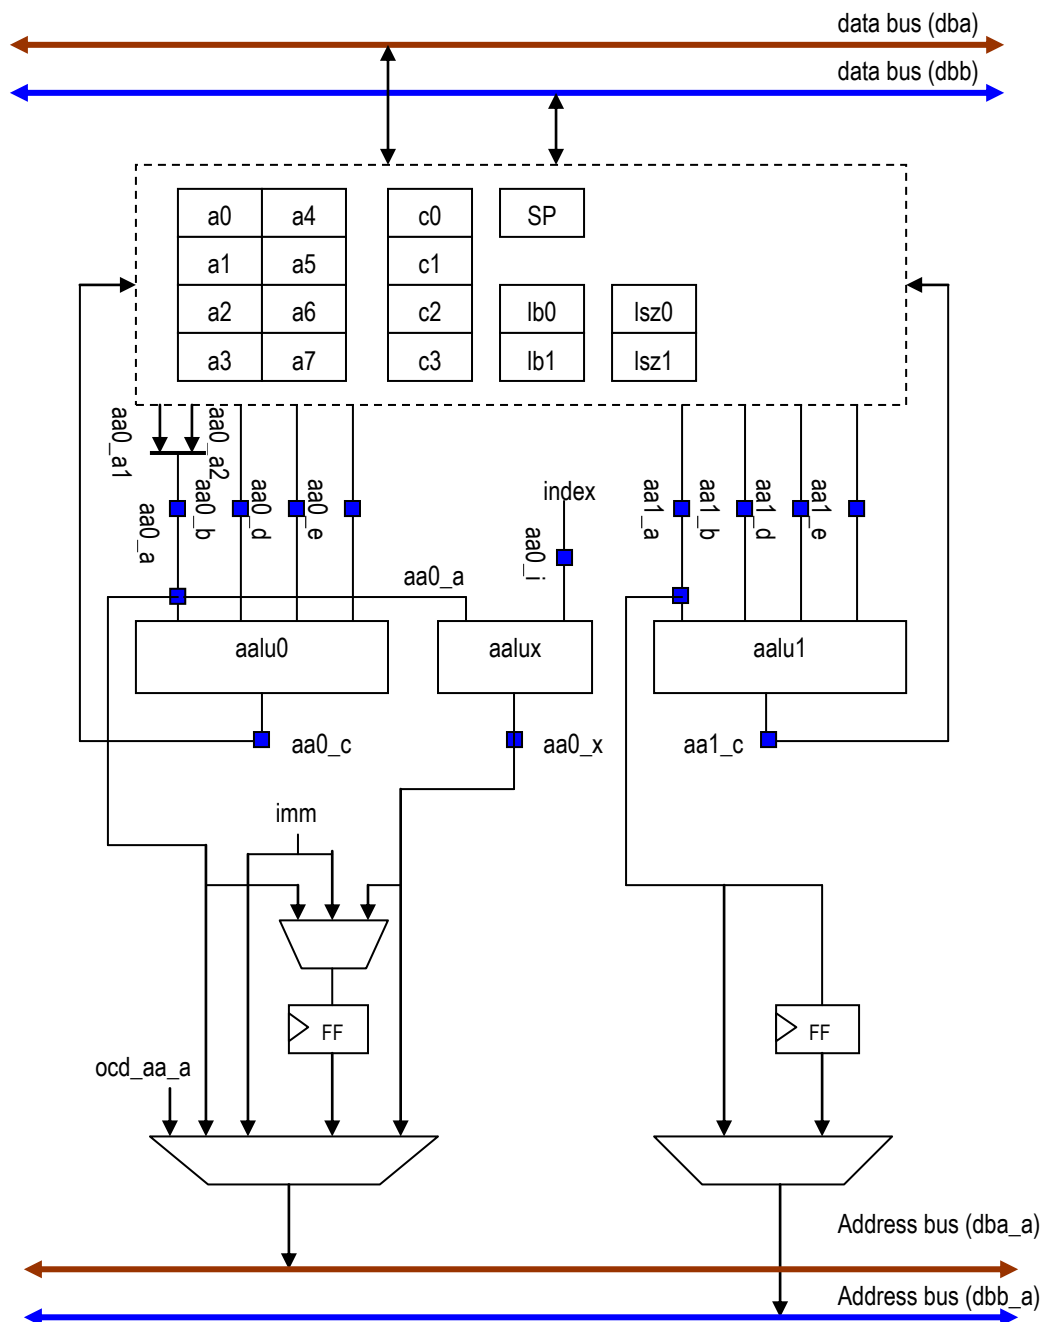 data bus (dba)
data bus (dbb)
a0 a4 c0 SP
a1 a5 c1
a2 a6 c2 lb0 lsz0
a3 a7 c3 lb1 lsz1
aa0_a1
aa0_a2
aa0_a
aa0_b
aa0_d
aa0_e
index
aa0_i
aa1_a
aa1_b
aa1_d
aa1_e
aa0_a
aalu0 aalux aalu1
aa0_c aa0_x aa1_c
imm
FF FF
ocd_aa_a
Address bus (dba_a)
Address bus (dbb_a)